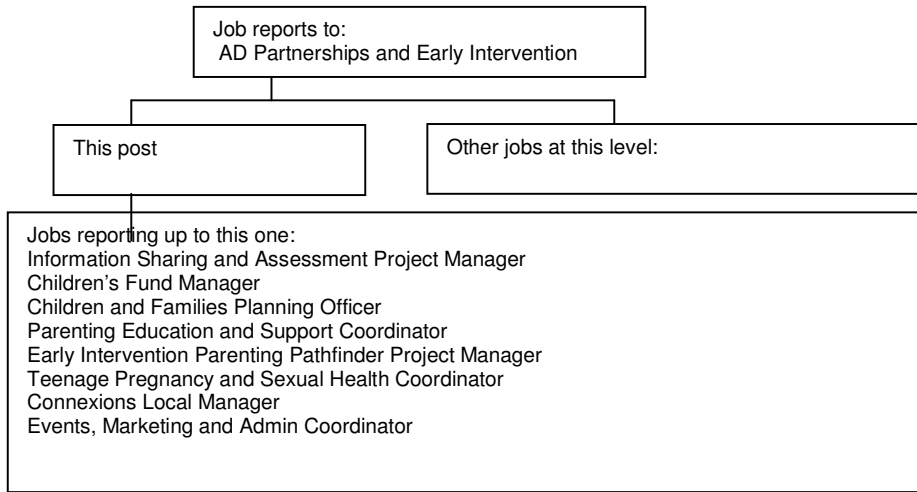 Job reports to:
AD Partnerships and Early Intervention
This post
Other jobs at this level:
Jobs reporting up to this one:
Information Sharing and Assessment Project Manager
Children’s Fund Manager
Children and Families Planning Officer
Parenting Education and Support Coordinator
Early Intervention Parenting Pathfinder Project Manager
Teenage Pregnancy and Sexual Health Coordinator
Connexions Local Manager
Events, Marketing and Admin Coordinator